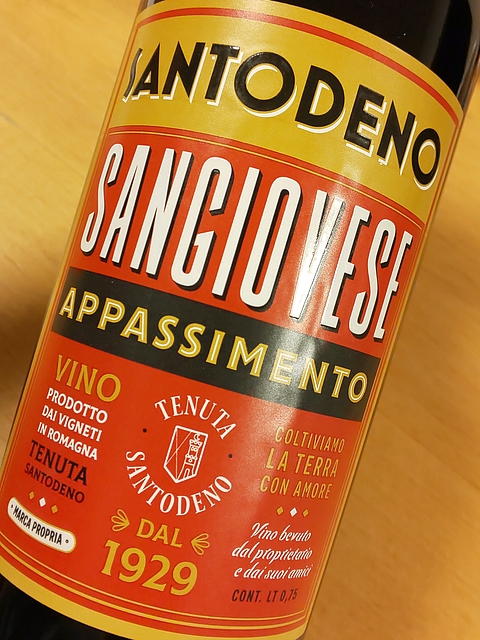 SANTODENO
SANGIOVESE
APPASSIMENTO
VINO
PRODOTTO
DAI VIGNETI
IN ROMAGNA
TENUTA
SANTODENO
MARCA PROPRIA
TENUTA
SANTODENO
DAL
1929
COLTIVIAMO
LA TERRA
CON AMORE
Vino bevuto
dal proprietario
e dai suoi amici
CONT. LT 0,75